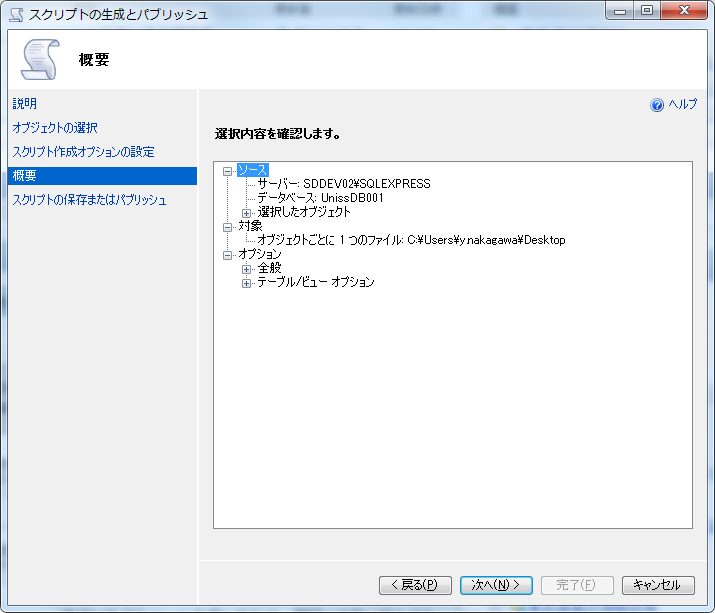 スクリプトの生成とパブリッシュ
概要
説明
オブジェクトの選択
スクリプト作成オプションの設定
概要
スクリプトの保存またはパブリッシュ
ヘルプ
選択内容を確認します。
ソース
サーバー: SDDEV02¥SQLEXPRESS
データベース: UnissDB001
選択したオブジェクト
対象
オブジェクトごとに 1 つのファイル: C:¥Users¥y.nakagawa¥Desktop
オプション
全般
テーブル/ビュー オプション
< 戻る(P)
次へ(N) >
完了(F)
キャンセル